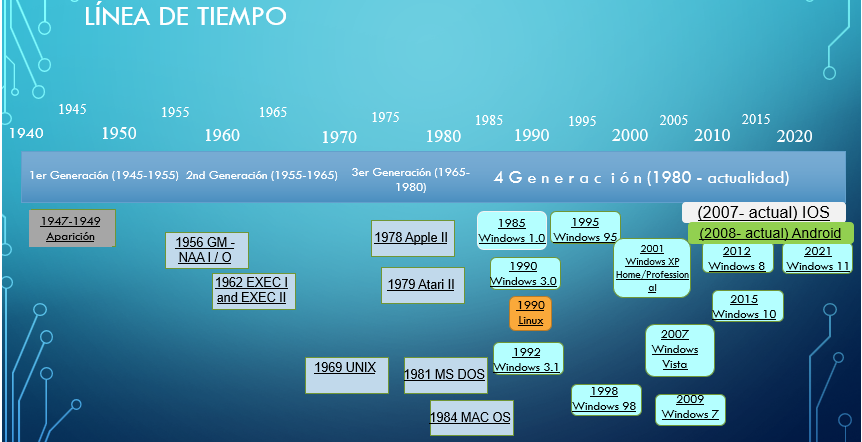 LÍNEA DE TIEMPO
1940
1945
1950
1955
1960
1965
1970
1975
1980
1985
1990
1995
2000
2005
2010
2015
2020
1er Generación (1945-1955)
2nd Generación (1955-1965)
3er Generación (1965-
1980)
4 G e n e r a c i ó n (1980 - actualidad)
1947-1949
Aparición
1956 GM -
NAA I / O
1962 EXEC I
and EXEC II
1969 UNIX
1978 Apple II
1979 Atari II
1981 MS DOS
1984 MAC OS
1985
Windows 1.0
1990
Windows 3.0
1990
Linux
1992
Windows 3.1
1995
Windows 95
1998
Windows 98
2001
Windows XP
Home/Profession
al
2007
Windows
Vista
2009
Windows 7
(2007- actual) IOS
(2008- actual) Android
2012
Windows 8
2015
Windows 10
2021
Windows 11